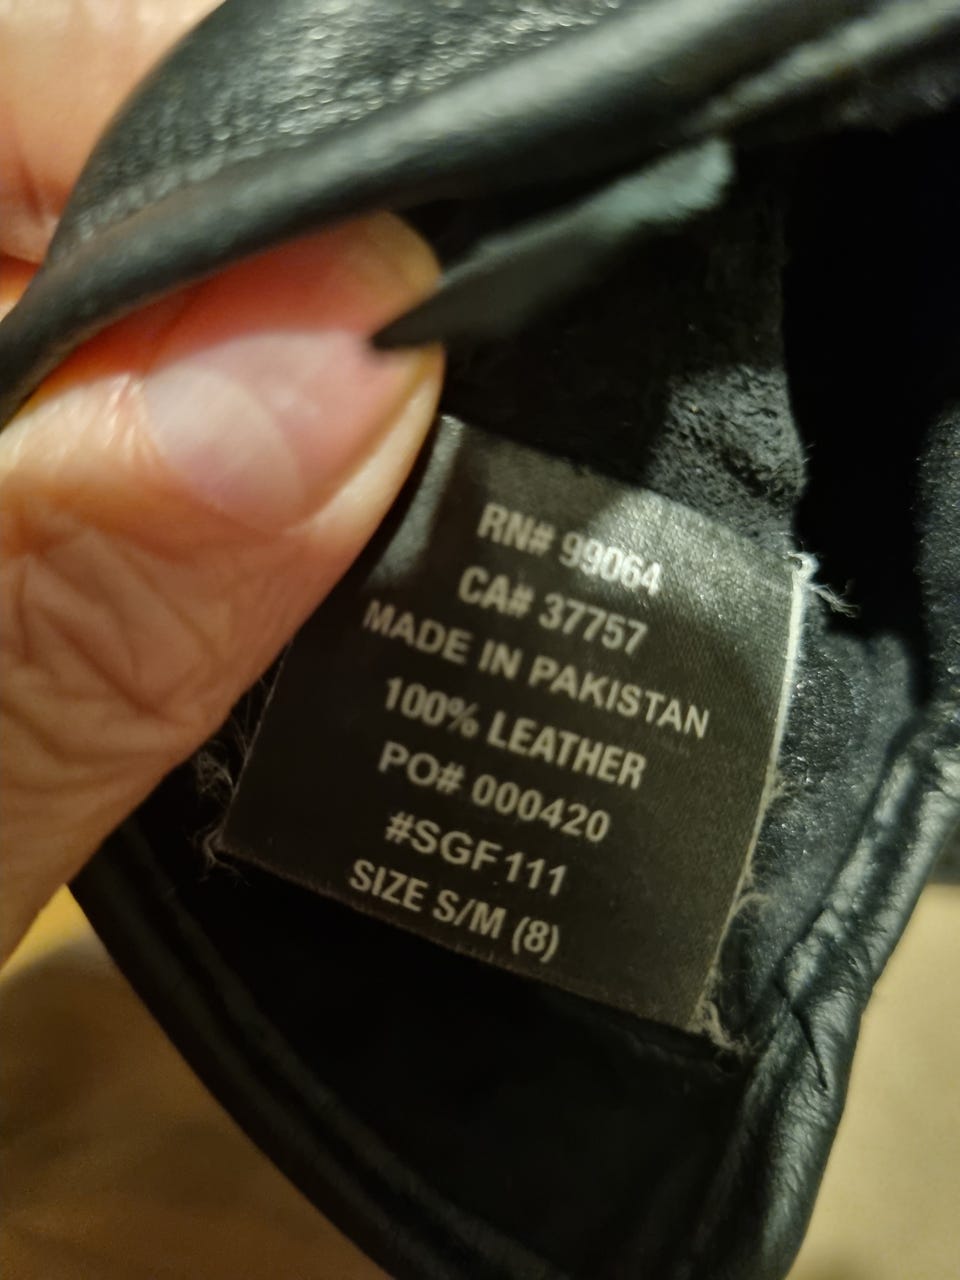 RN# 99064
CA# 37757
MADE IN PAKISTAN
100% LEATHER
PO# 000420
#SGF111
SIZE S/M (8)